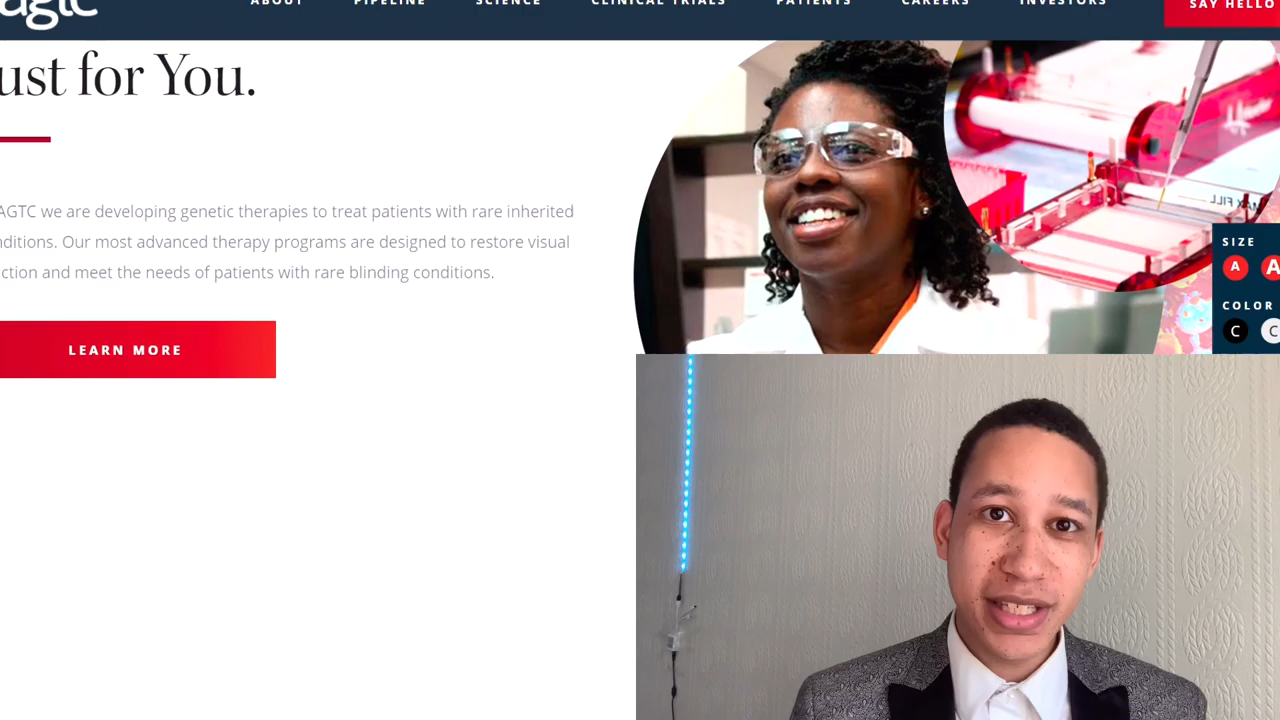 agtc
ABOUT PIPELINE SCIENCE CLINICAL TRIALS PATIENTS CAREERS INVESTORS SAY HELLO
ust for You.
AGTC we are developing genetic therapies to treat patients with rare inherited
nditions. Our most advanced therapy programs are designed to restore visual
ction and meet the needs of patients with rare blinding conditions.
LEARN MORE
SIZE
A A
COLOR
C C